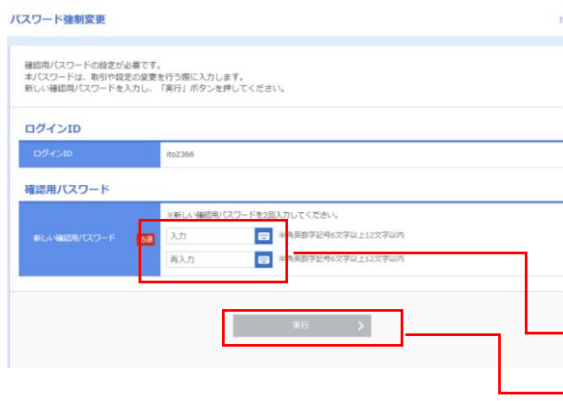 パスワード強制変更
確認用パスワードの設定が必要です。
本パスワードは、取引や設定の変更を行う際に入力します。
新しい確認用パスワードを入力し、「実行」ボタンを押してください。
ログインID
ログインID ito2366
確認用パスワード
※新しい確認用パスワードを2回入力してください。
新しい確認用パスワード 必須 入力 半角英数字記号6文字以上12文字以内
再入力 半角英数字記号6文字以上12文字以内
実行